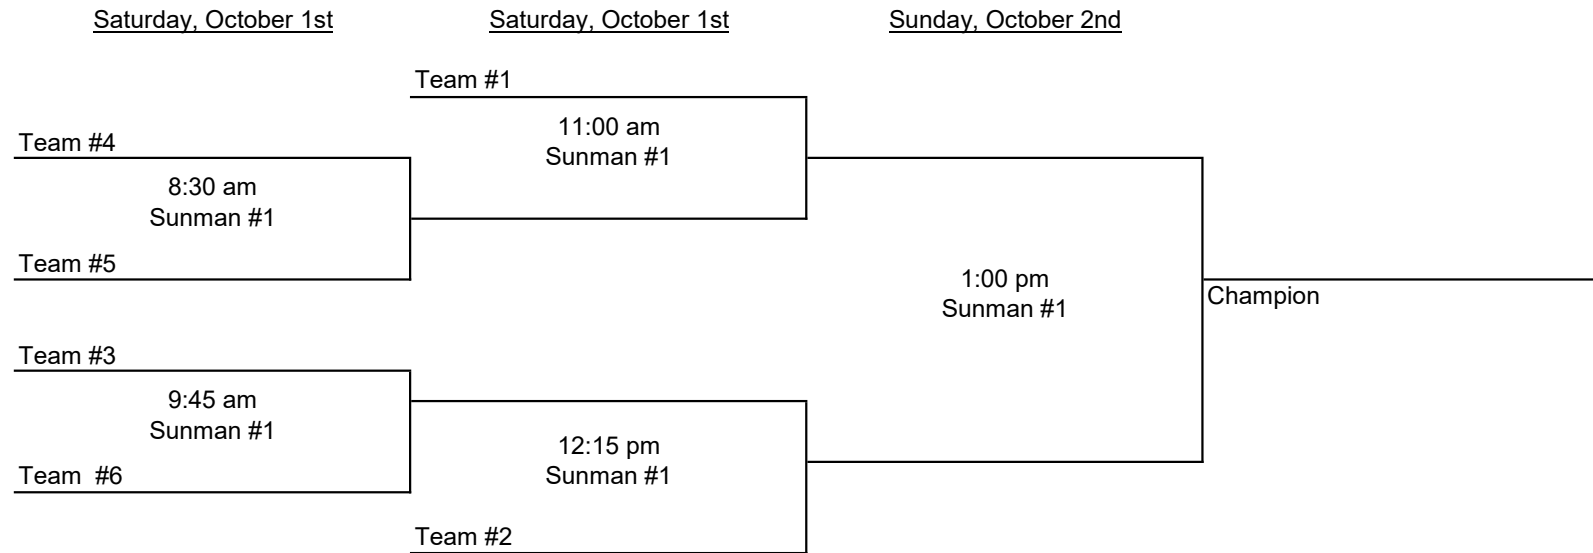 Saturday, October 1st
Saturday, October 1st
Sunday, October 2nd
Team #1
11:00 am
Sunman #1
Team #4
8:30 am
Sunman #1
Team #5
1:00 pm
Sunman #1
Champion
Team #3
9:45 am
Sunman #1
12:15 pm
Sunman #1
Team  #6
Team #2